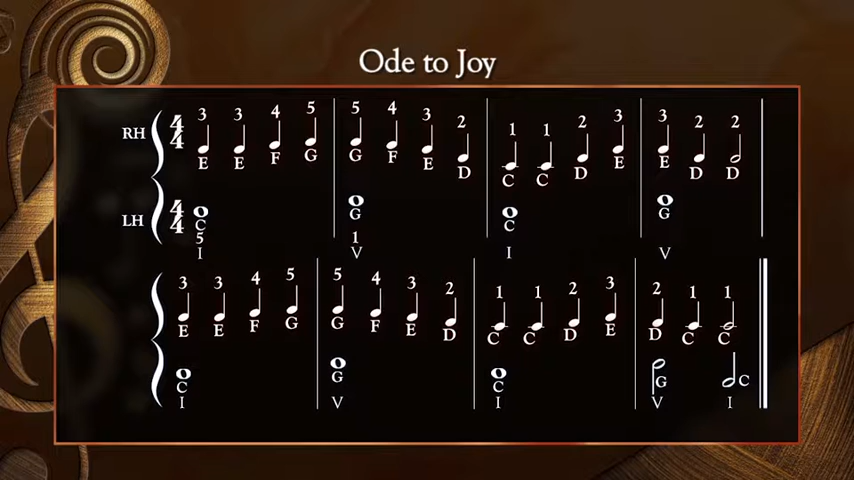 Ode to Joy
3 3 4 5 5 4 3 2 1 1 2 3 3 2 2
RH 4 4 E E F G G F E D C C D E E D D
LH 4 4 C G C G
5 1
I V I V
3 3 4 5 5 4 3 2 1 1 2 3 2 1 1
E E F G G F E D C C D E D C C
C G C G C
I V I V I